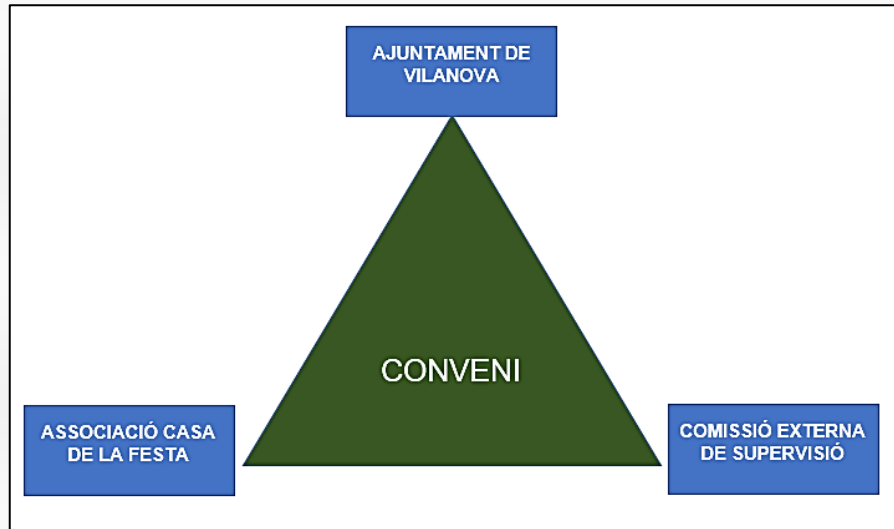 AJUNTAMENT DE
VILANOVA
CONVENI
ASSOCIACIÓ CASA
DE LA FESTA
COMISSIÓ EXTERNA
DE SUPERVISIÓ